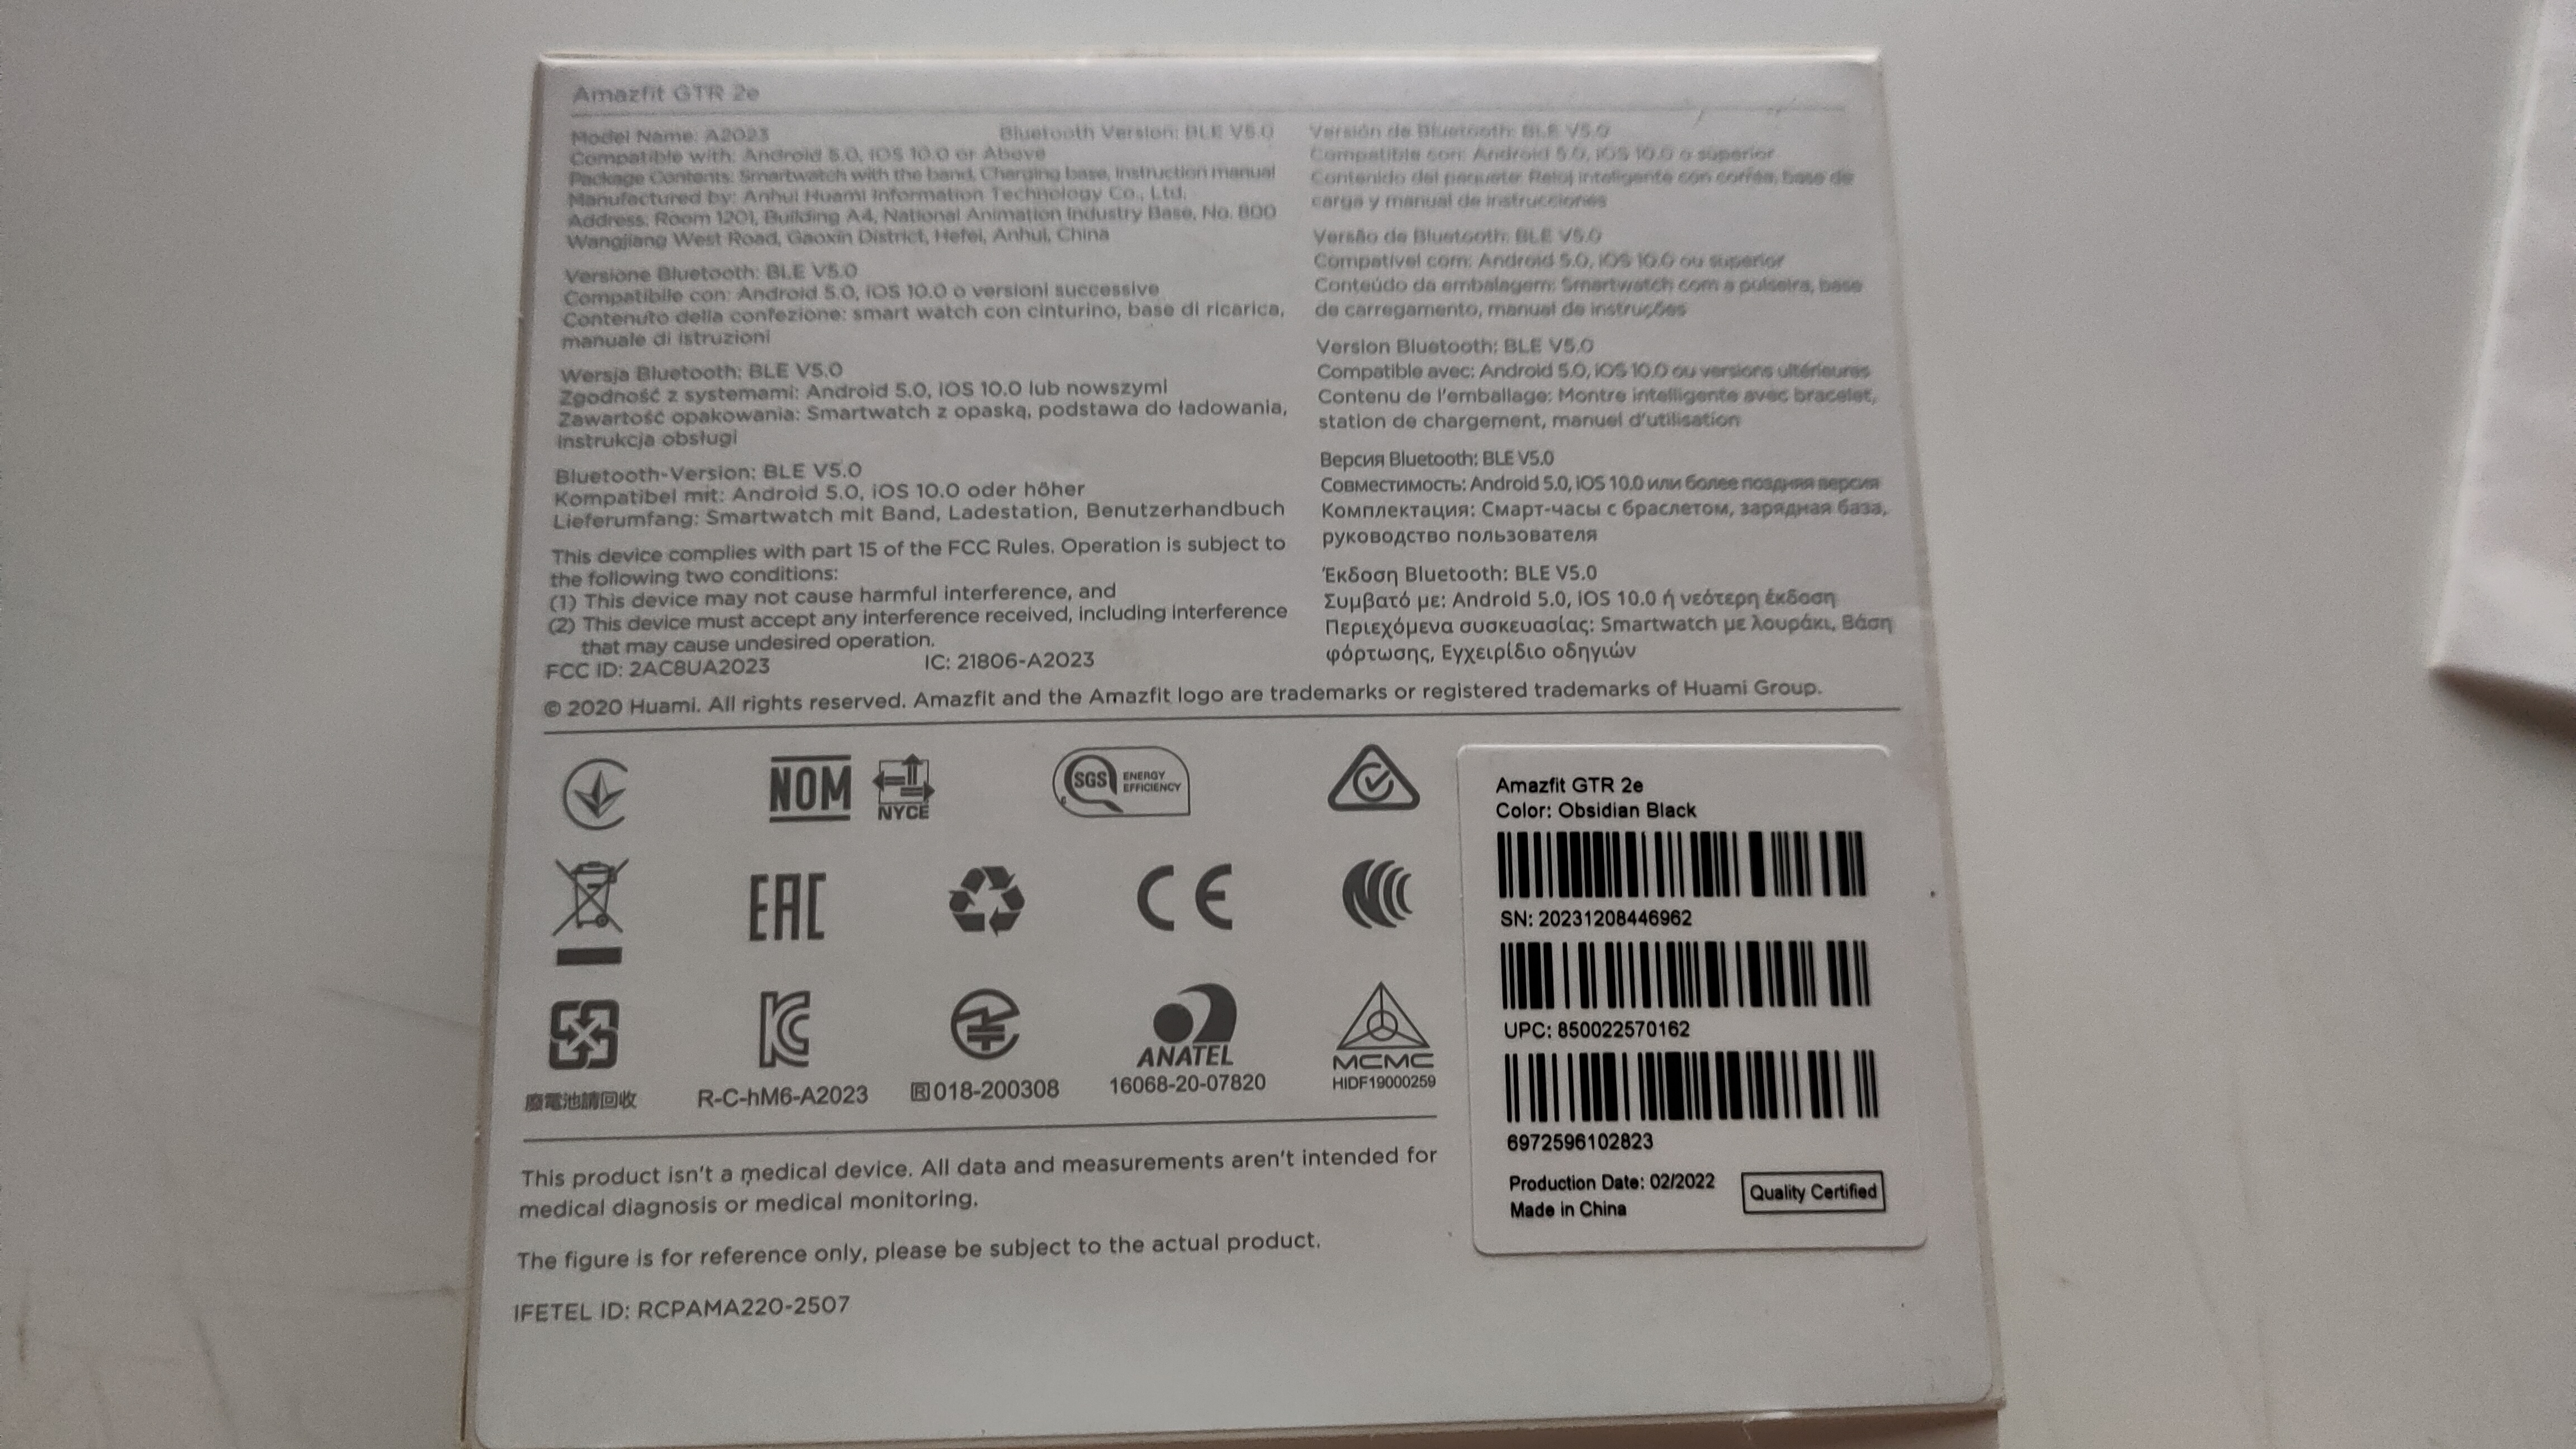 Amazfit GTR 2e
Model Name: A2023 Bluetooth Version: BLE V5.0
Compatible with: Android 5.0, iOS 10.0 or Above
Package Contents: Smartwatch with the band, Charging base, Instruction manual
Manufactured by: Anhui Huami Information Technology Co., Ltd.
Address: Room 1201, Building A4, National Animation Industry Base, No. 800
Wangjiang West Road, Gaoxin District, Hefei, Anhui, China
Versione Bluetooth: BLE V5.0
Compatibile con: Android 5.0, iOS 10.0 o versioni successive
Contenuto della confezione: smart watch con cinturino, base di ricarica,
manuale di istruzioni
Wersja Bluetooth: BLE V5.0
Zgodność z systemami: Android 5.0, iOS 10.0 lub nowszymi
Zawartość opakowania: Smartwatch z opaską, podstawa do ładowania,
instrukcja obsługi
Bluetooth-Version: BLE V5.0
Kompatibel mit: Android 5.0, iOS 10.0 oder höher
Lieferumfang: Smartwatch mit Band, Ladestation, Benutzerhandbuch
This device complies with part 15 of the FCC Rules. Operation is subject to
the following two conditions:
(1) This device may not cause harmful interference, and
(2) This device must accept any interference received, including interference
that may cause undesired operation.
FCC ID: 2AC8UA2023 IC: 21806-A2023
Versión de Bluetooth: BLE V5.0
Compatible con: Android 5.0, iOS 10.0 o superior
Contenido del paquete: Reloj inteligente con correa, base de
carga y manual de instrucciones
Versão de Bluetooth: BLE V5.0
Compatível com: Android 5.0, iOS 10.0 ou superior
Conteúdo da embalagem: Smartwatch com a pulseira, base
de carregamento, manual de instruções
Version Bluetooth: BLE V5.0
Compatible avec: Android 5.0, iOS 10.0 ou versions ultérieures
Contenu de l'emballage: Montre intelligente avec bracelet,
station de chargement, manuel d'utilisation
Версия Bluetooth: BLE V5.0
Совместимость: Android 5.0, iOS 10.0 или более поздняя версия
Комплектация: Смарт-часы с браслетом, зарядная база,
руководство пользователя
Έκδοση Bluetooth: BLE V5.0
Συμβατό με: Android 5.0, iOS 10.0 ή νεότερη έκδοση
Περιεχόμενα συσκευασίας: Smartwatch με λουράκι, Βάση
φόρτωσης, Εγχειρίδιο οδηγιών
© 2020 Huami. All rights reserved. Amazfit and the Amazfit logo are trademarks or registered trademarks of Huami Group.
NOM NYCE SGS ENERGY
EFFICIENCY
EAC CE
ANATEL MCMC
廢電池請回收 R-C-hM6-A2023 R 018-200308 16068-20-07820 HIDF19000259
This product isn't a medical device. All data and measurements aren't intended for
medical diagnosis or medical monitoring.
The figure is for reference only, please be subject to the actual product.
IFETEL ID: RCPAMA220-2507
Amazfit GTR 2e
Color: Obsidian Black
SN: 20231208446962
UPC: 850022570162
6972596102823
Production Date: 02/2022
Made in China
Quality Certified